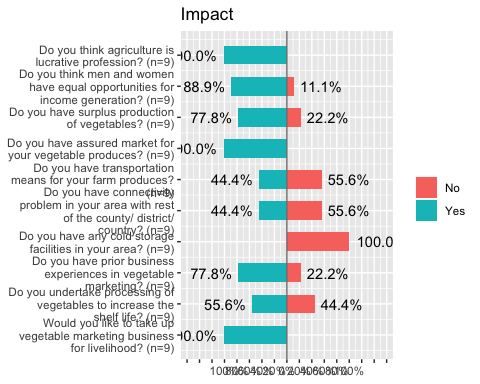 Impact
Do you think agriculture is
lucrative profession? (n=9)
0.0%
Do you think men and women
have equal opportunities for
income generation? (n=9)
88.9%
11.1%
Do you have surplus production
of vegetables? (n=9)
77.8%
22.2%
Do you have assured market for
your vegetable produces? (n=9)
0.0%
Do you have transportation
means for your farm produces?
(n=9)
44.4%
55.6%
Do you have connectivity
problem in your area with rest
of the county/ district/
country? (n=9)
44.4%
55.6%
Do you have any cold storage
facilities in your area? (n=9)
100.0
Do you have prior business
experiences in vegetable
marketing? (n=9)
77.8%
22.2%
Do you undertake processing of
vegetables to increase the
shelf life? (n=9)
55.6%
44.4%
Would you like to take up
vegetable marketing business
for livelihood? (n=9)
0.0%
No
Yes